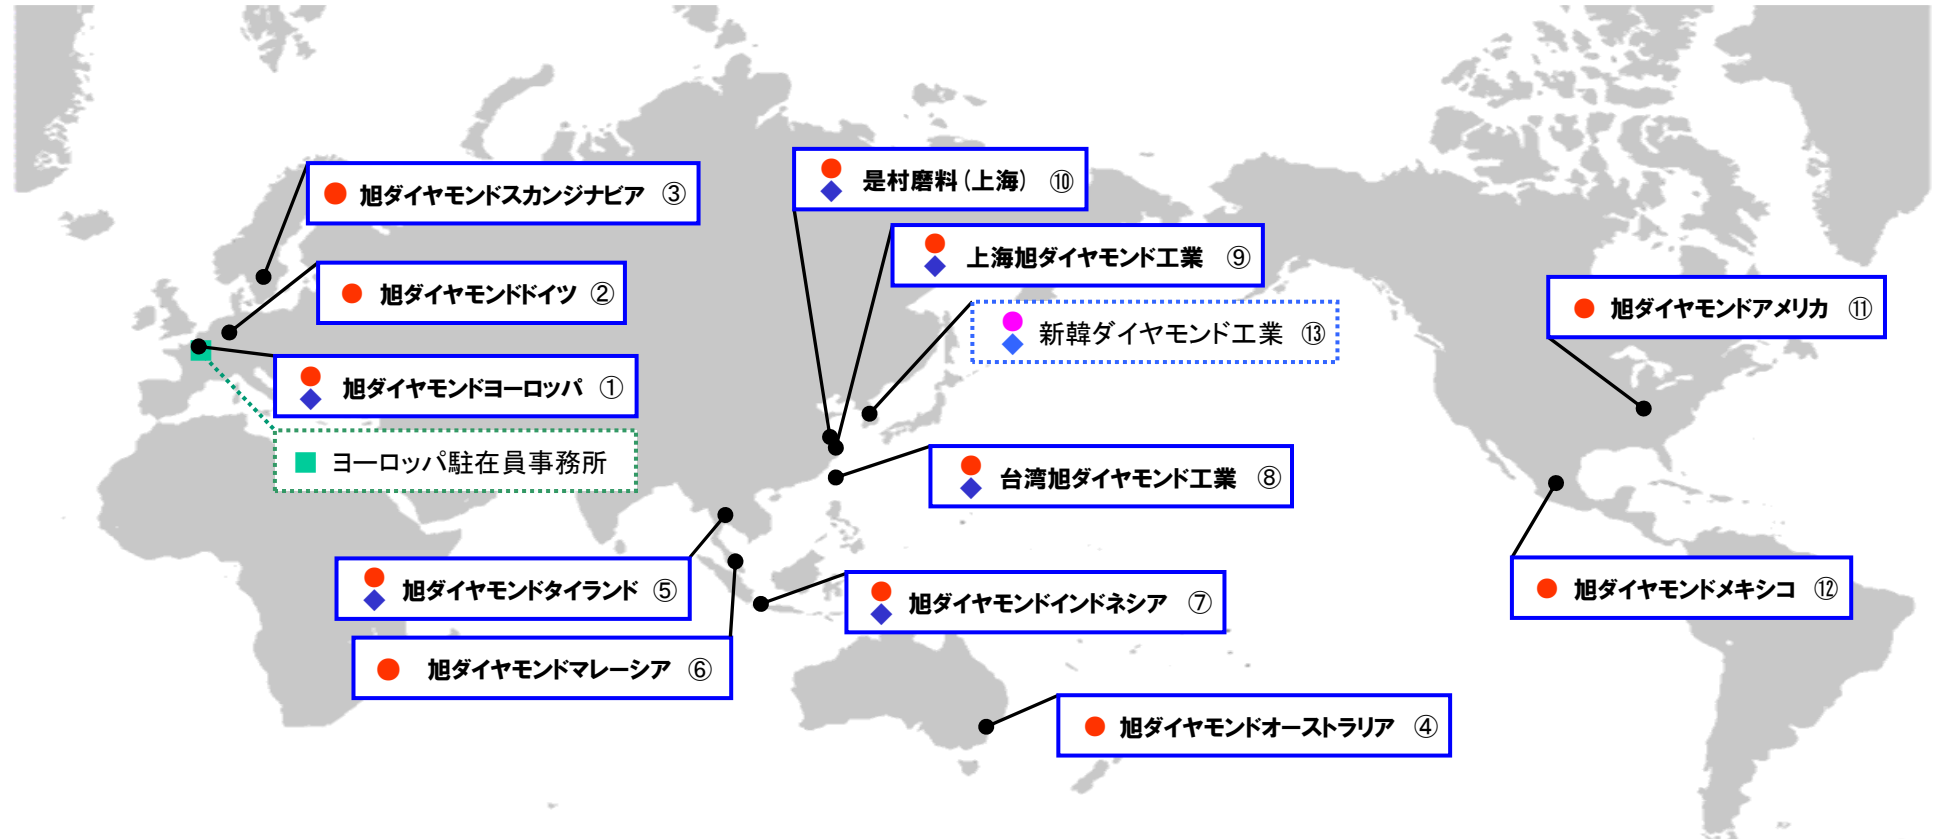 是村磨料（上海） ⑩
旭ダイヤモンドスカンジナビア ③
上海旭ダイヤモンド工業 ⑨
旭ダイヤモンドドイツ ②
旭ダイヤモンドアメリカ ⑪
新韓ダイヤモンド工業 ⑬
旭ダイヤモンドヨーロッパ ①
ヨーロッパ駐在員事務所
台湾旭ダイヤモンド工業 ⑧
旭ダイヤモンドタイランド ⑤
旭ダイヤモンドインドネシア ⑦
旭ダイヤモンドメキシコ ⑫
旭ダイヤモンドマレーシア ⑥
旭ダイヤモンドオーストラリア ④